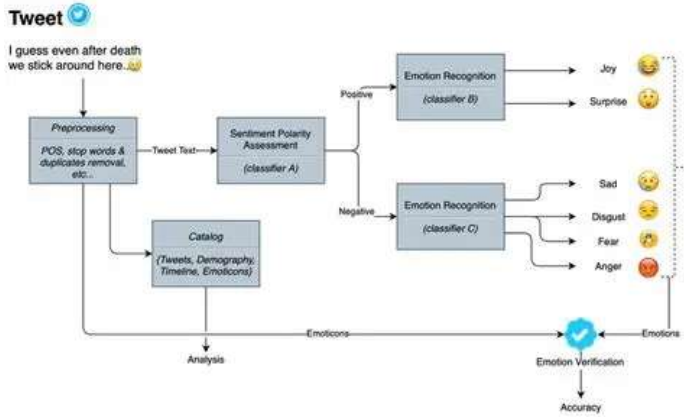 Tweet
I guess even after death
we stick around here..
Preprocessing
POS, stop words &
duplicates removal,
etc...
Tweet Text
Sentiment Polarity
Assessment
(classifier A)
Positive
Negative
Emotion Recognition
(classifier B)
Joy
Surprise
Emotion Recognition
(classifier C)
Sad
Disgust
Fear
Anger
Catalog
(Tweets, Demography,
Timeline, Emoticons)
Analysis
Emoticons
Emotions
Emotion Verification
Accuracy